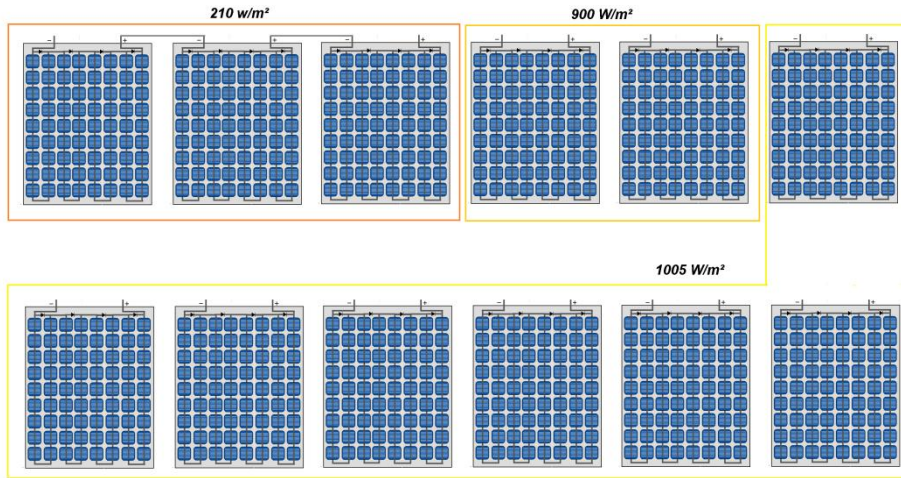 210 w/m²
900 W/m²
− + − + − + − + − + − +
1005 W/m²
− + − + − + − + − + − +